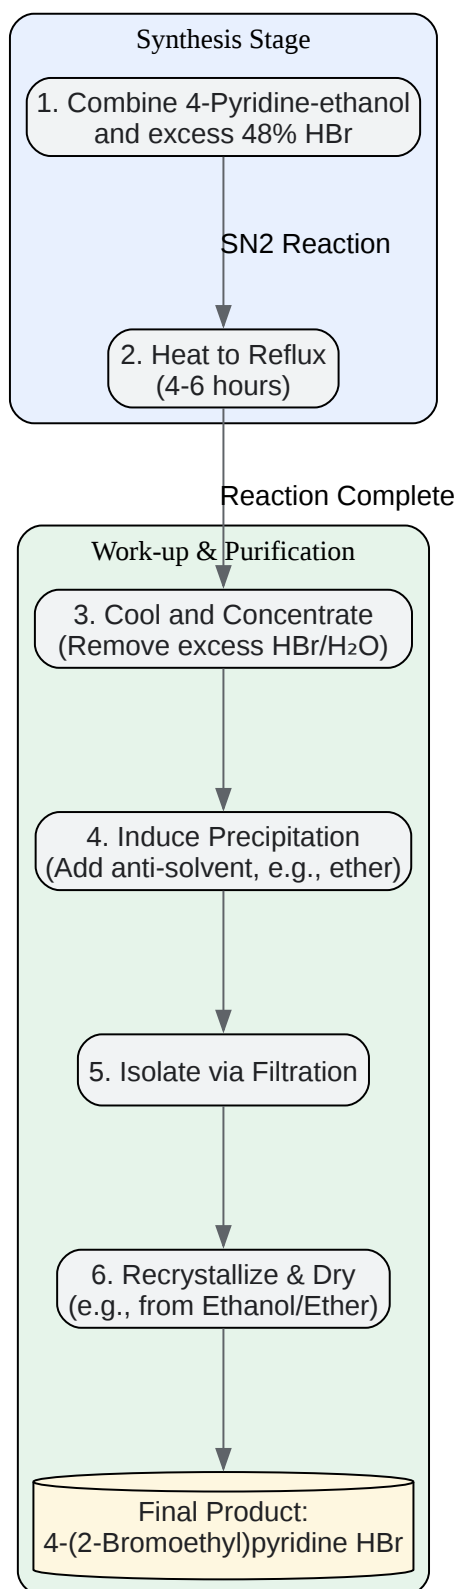 Synthesis Stage
1. Combine 4-Pyridine-ethanol
and excess 48% HBr
SN2 Reaction
2. Heat to Reflux
(4-6 hours)
Reaction Complete
Work-up & Purification
3. Cool and Concentrate
(Remove excess HBr/H₂O)
4. Induce Precipitation
(Add anti-solvent, e.g., ether)
5. Isolate via Filtration
6. Recrystallize & Dry
(e.g., from Ethanol/Ether)
Final Product:
4-(2-Bromoethyl)pyridine HBr